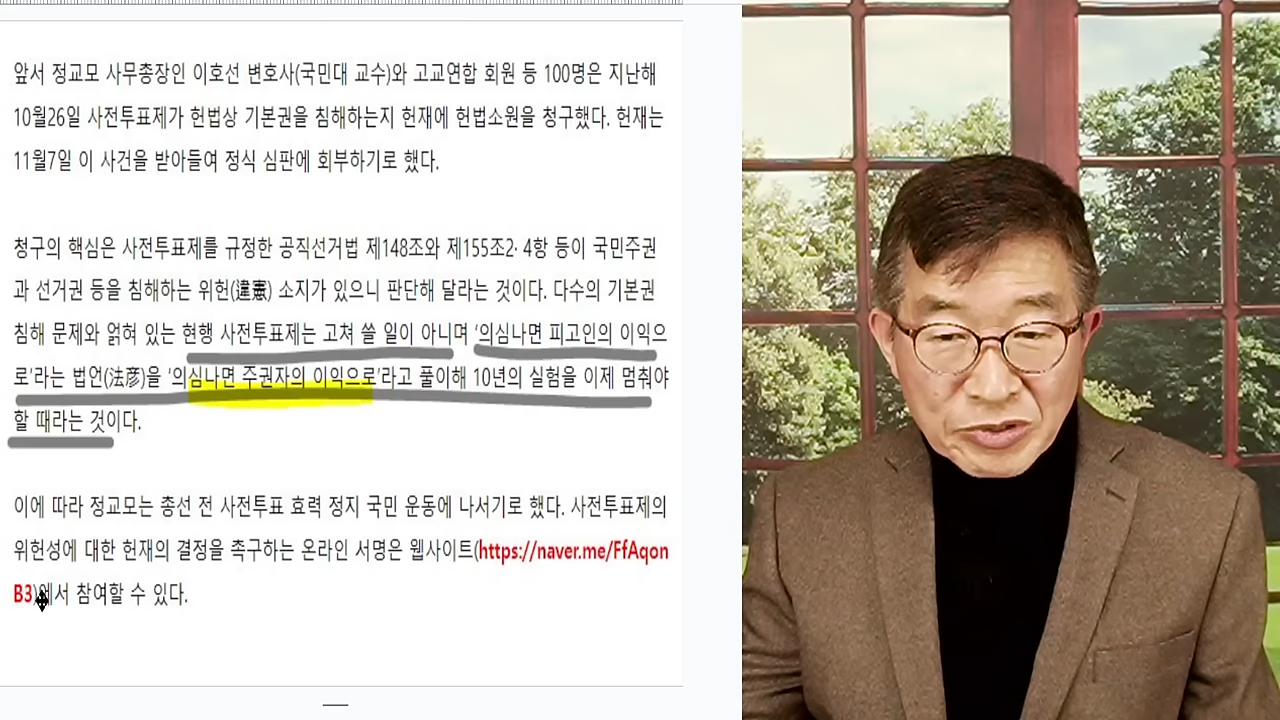 앞서 정교모 사무총장인 이호선 변호사(국민대 교수)와 고교연합 회원 등 100명은 지난해
10월26일 사전투표제가 헌법상 기본권을 침해하는지 헌재에 헌법소원을 청구했다. 헌재는
11월7일 이 사건을 받아들여 정식 심판에 회부하기로 했다.
청구의 핵심은 사전투표제를 규정한 공직선거법 제148조와 제155조2· 4항 등이 국민주권
과 선거권 등을 침해하는 위헌(違憲) 소지가 있으니 판단해 달라는 것이다. 다수의 기본권
침해 문제와 얽혀 있는 현행 사전투표제는 고쳐 쓸 일이 아니며 ‘의심나면 피고인의 이익으
로’라는 법언(法彦)을 ‘의심나면 주권자의 이익으로’라고 풀이해 10년의 실험을 이제 멈춰야
할 때라는 것이다.
이에 따라 정교모는 총선 전 사전투표 효력 정지 국민 운동에 나서기로 했다. 사전투표제의
위헌성에 대한 헌재의 결정을 촉구하는 온라인 서명은 웹사이트(https://naver.me/FfAqon
B3)에서 참여할 수 있다.